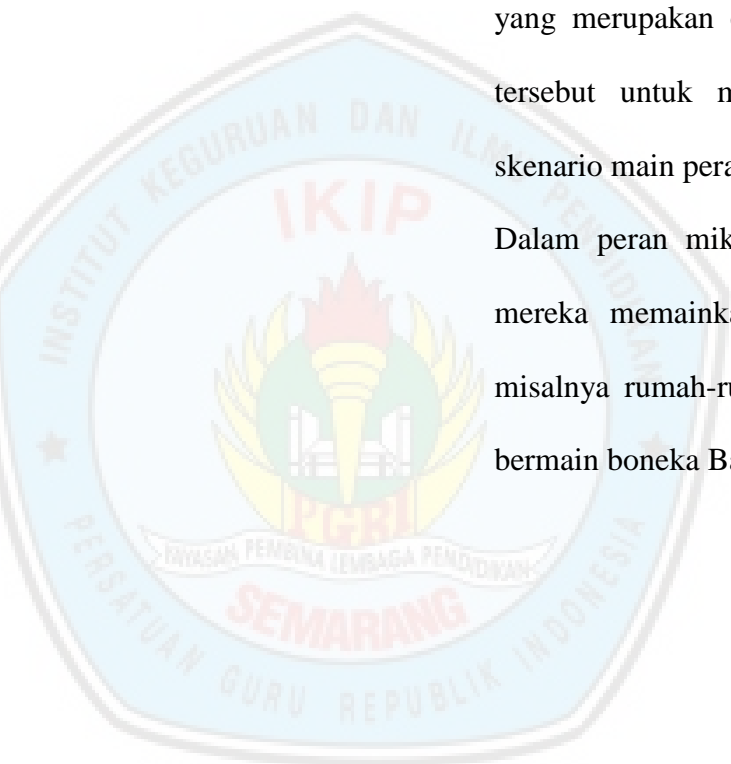 yang merupakan
tersebut untuk
skenario main
Dalam peran
mereka
misalnya
bermain boneka
INSTITUT KEGURUAN DAN ILMU PENDIDIKAN
IKIP
PGRI
YAYASAN PEMBINA LEMBAGA PENDIDIKAN
SEMARANG
PERSATUAN GURU REPUBLIK INDONESIA